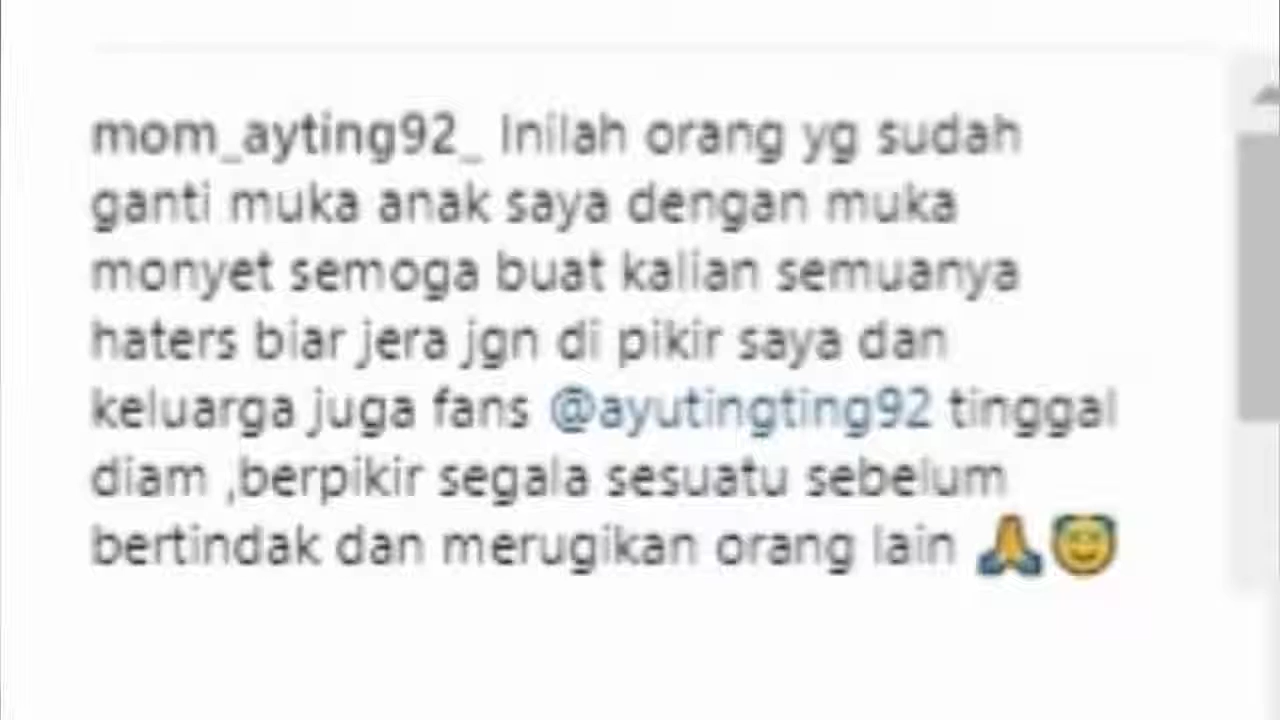 mom_ayting92_ Inilah orang yg sudah
ganti muka anak saya dengan muka
monyet semoga buat kalian semuanya
haters biar jera jgn di pikir saya dan
keluarga juga fans @ayutingting92 tinggal
diam ,berpikir segala sesuatu sebelum
bertindak dan merugikan orang lain 🙏😇